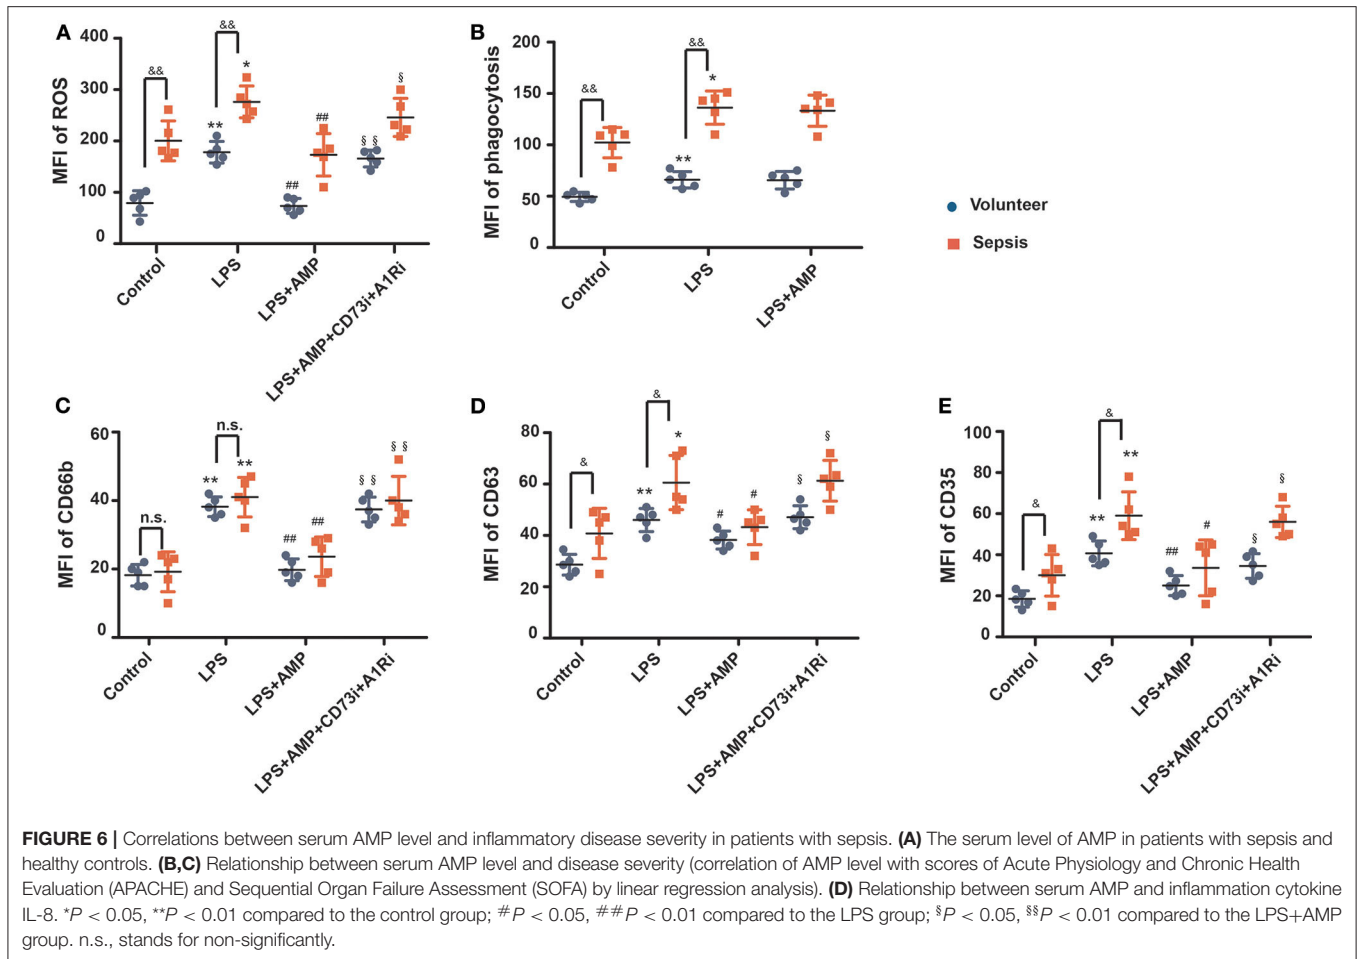 A
MFI of ROS
400
300
200
100
0
&&
&&
**
*
##
##
§ §
§
Control
LPS
LPS+AMP
LPS+AMP+CD73i+A1Ri
B
MFI of phagocytosis
200
150
100
50
0
&&
&&
**
*
Control
LPS
LPS+AMP
Volunteer
Sepsis
C
MFI of CD66b
60
40
20
0
n.s.
n.s.
**
**
##
##
§ §
§ §
Control
LPS
LPS+AMP
LPS+AMP+CD73i+A1Ri
D
MFI of CD63
80
60
40
20
0
&
&
**
*
#
#
§
§
Control
LPS
LPS+AMP
LPS+AMP+CD73i+A1Ri
E
MFI of CD35
100
80
60
40
20
0
&
&
**
**
##
#
§
§
Control
LPS
LPS+AMP
LPS+AMP+CD73i+A1Ri
FIGURE 6 | Correlations between serum AMP level and inflammatory disease severity in patients with sepsis. (A) The serum level of AMP in patients with sepsis and
healthy controls. (B,C) Relationship between serum AMP level and disease severity (correlation of AMP level with scores of Acute Physiology and Chronic Health
Evaluation (APACHE) and Sequential Organ Failure Assessment (SOFA) by linear regression analysis). (D) Relationship between serum AMP and inflammation cytokine
IL-8. *P < 0.05, **P < 0.01 compared to the control group; #P < 0.05, ##P < 0.01 compared to the LPS group; §P < 0.05, §§P < 0.01 compared to the LPS+AMP
group. n.s., stands for non-significantly.